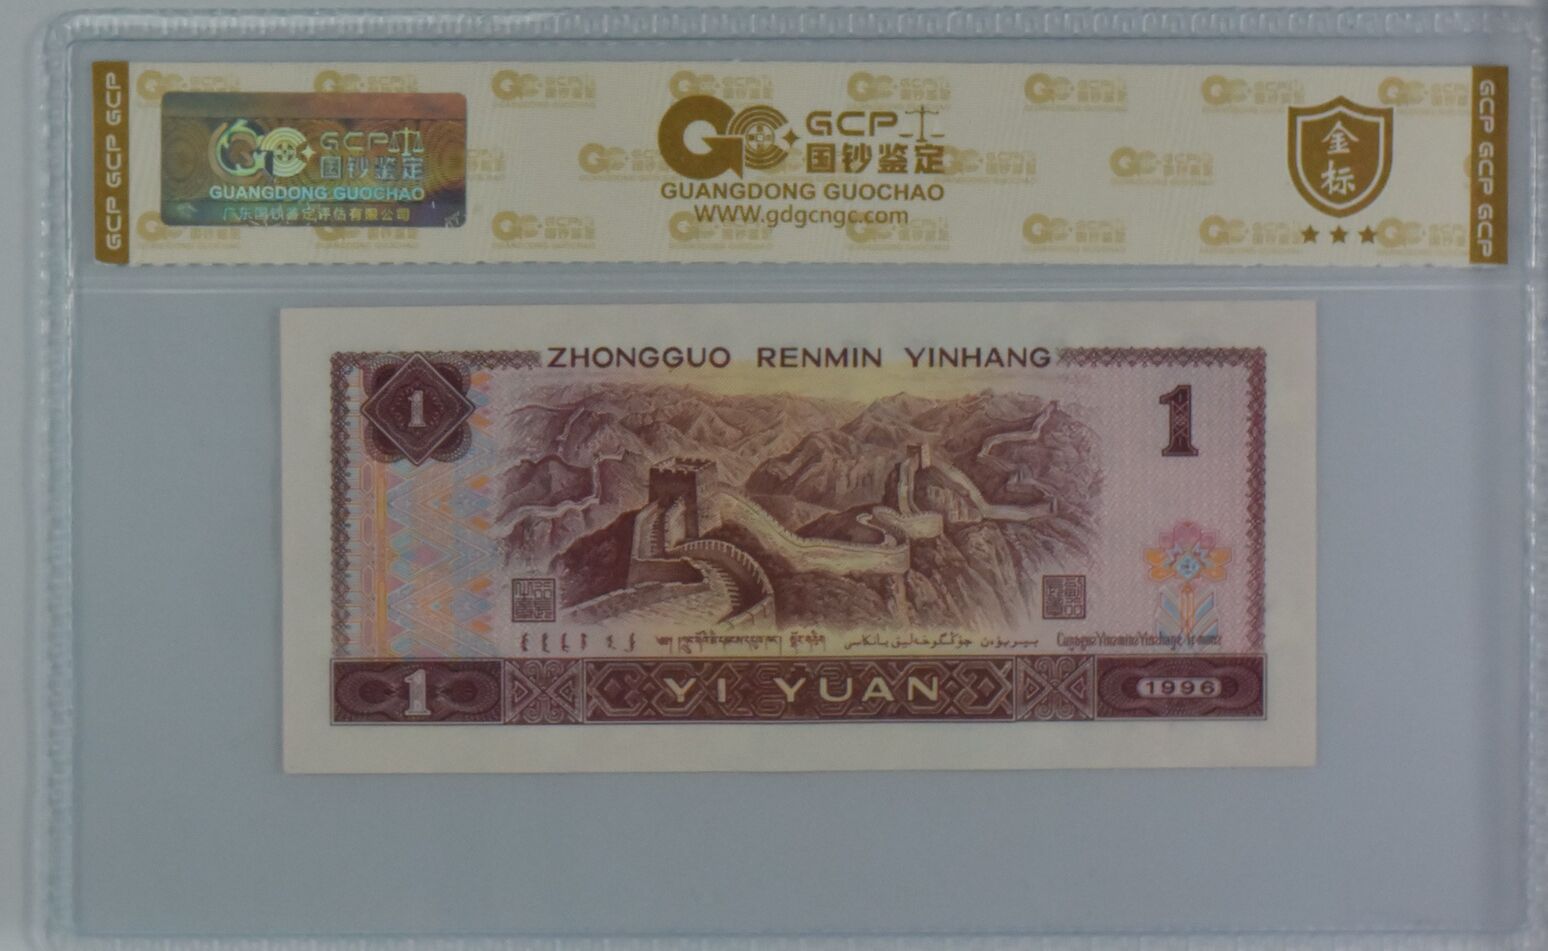 GCP GCP GCP
GCP
国钞鉴定
GUANGDONG GUOCHAO
广东国钞鉴定评估有限公司
GCP
国钞鉴定
GUANGDONG GUOCHAO
WWW.gdgcngc.com
金
标
GCP GCP GCP
ZHONGGUO RENMIN YINHANG
1
1
YI YUAN
1
1996